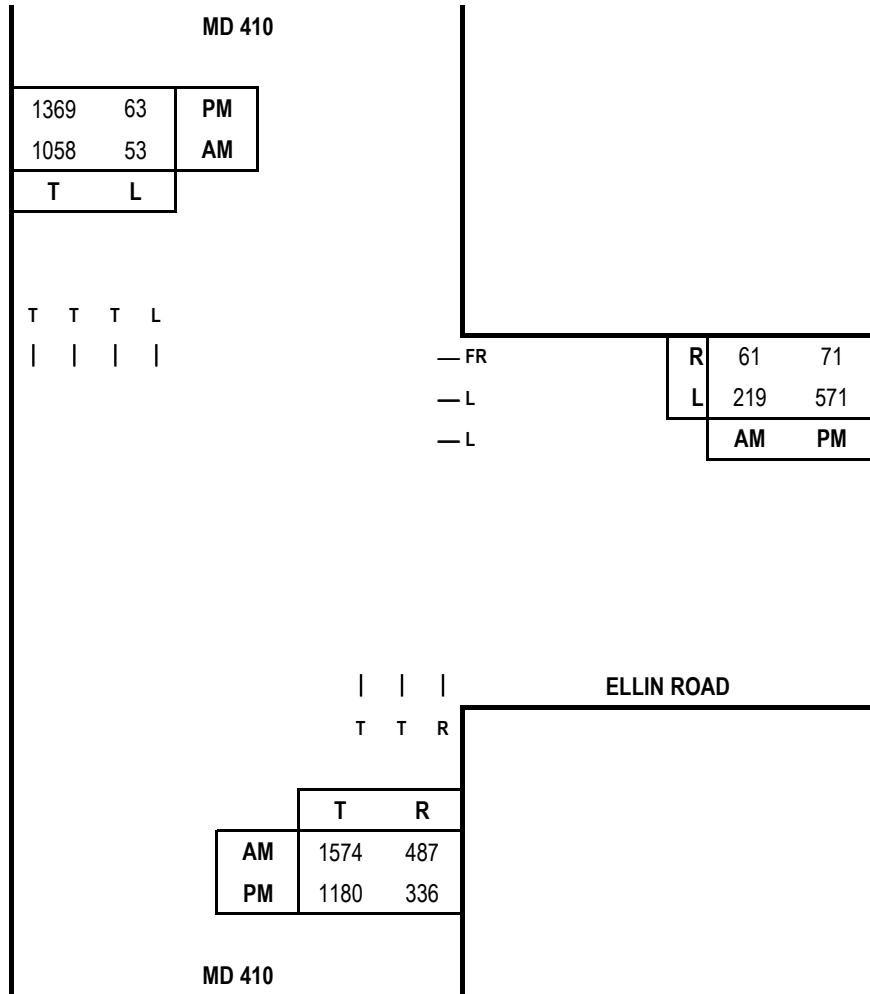 MD 410
1369 63 PM
1058 53 AM
T L
T T T L
FR R 61 71
L L 219 571
L AM PM
ELLIN ROAD
T T R
T R
AM 1574 487
PM 1180 336
MD 410